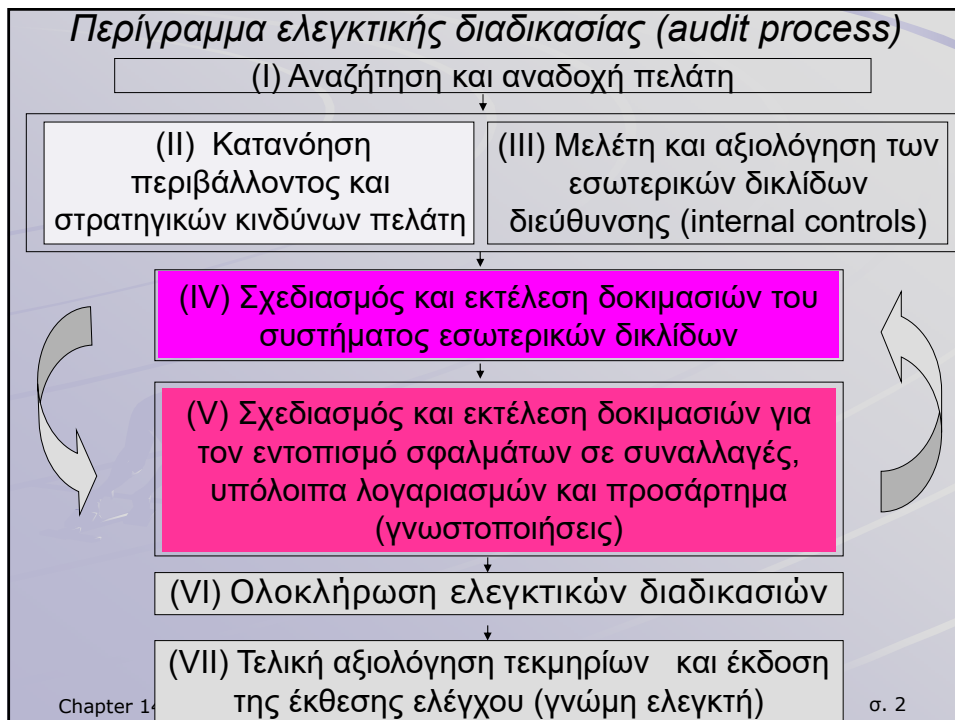 Περίγραμμα ελεγκτικής διαδικασίας (audit process)
(I) Αναζήτηση και αναδοχή πελάτη
(II) Κατανόηση
περιβάλλοντος και
στρατηγικών κινδύνων πελάτη
(III) Μελέτη και αξιολόγηση των
εσωτερικών δικλίδων
διεύθυνσης (internal controls)
(IV) Σχεδιασμός και εκτέλεση δοκιμασιών του
συστήματος εσωτερικών δικλίδων
(V) Σχεδιασμός και εκτέλεση δοκιμασιών για
τον εντοπισμό σφαλμάτων σε συναλλαγές,
υπόλοιπα λογαριασμών και προσάρτημα
(γνωστοποιήσεις)
(VI) Ολοκλήρωση ελεγκτικών διαδικασιών
(VII) Τελική αξιολόγηση τεκμηρίων και έκδοση
της έκθεσης ελέγχου (γνώμη ελεγκτή)
Chapter 14
σ. 2